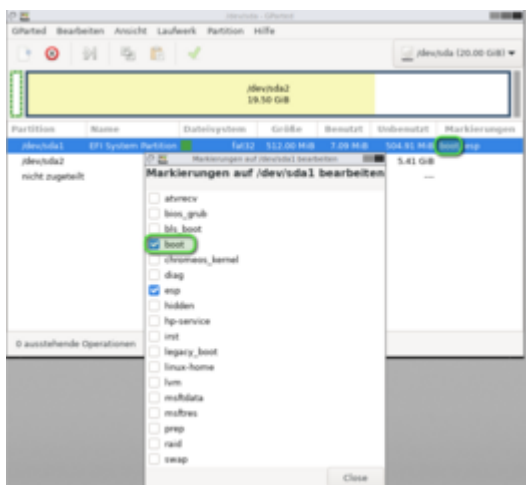 /dev/sda - GParted
GParted Bearbeiten Ansicht Laufwerk Partition Hilfe
/dev/sda (20.00 GiB)
/dev/sda2
19.50 GiB
Partition Name Dateisystem Größe Benutzt Unbenutzt Markierungen
/dev/sda1 EFI System Partition fat32 512.00 MiB 7.09 MiB 504.91 MiB boot, esp
/dev/sda2 5.41 GiB
nicht zugeteilt ---
Markierungen auf /dev/sda1 bearbeiten
Markierungen auf /dev/sda1 bearbeiten
atvrecv
bios_grub
bls_boot
boot
chromeos_kernel
diag
esp
hidden
hp-service
irst
legacy_boot
linux-home
lvm
msftdata
msftres
prep
raid
swap
0 ausstehende Operationen
Close